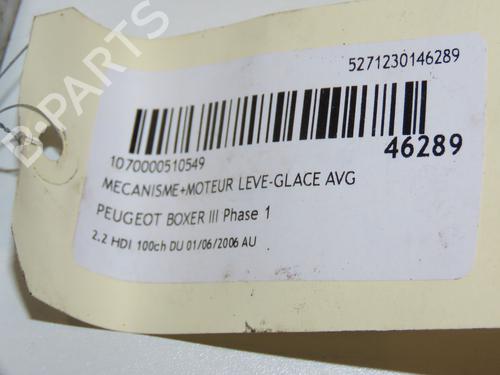 5271230146289
46289
1070000510549
MECANISME+MOTEUR LEVE-GLACE AVG
PEUGEOT BOXER III Phase 1
2.2 HDI 100ch DU 01/06/2006 AU
B-PARTS